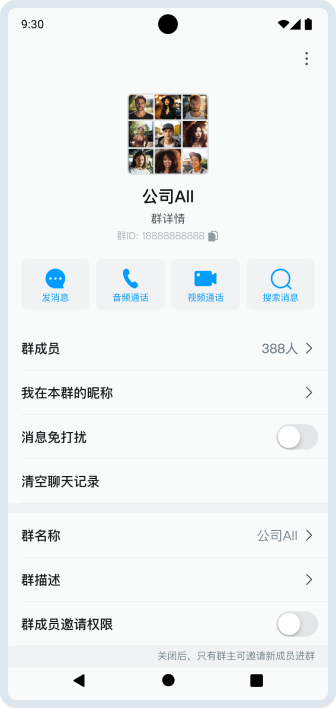 9:30
公司All
群详情
群ID: 18888888888
发消息
音频通话
视频通话
搜索消息
群成员 388人
我在本群的昵称
消息免打扰
清空聊天记录
群名称 公司All
群描述
群成员邀请权限
关闭后，只有群主可邀请新成员进群